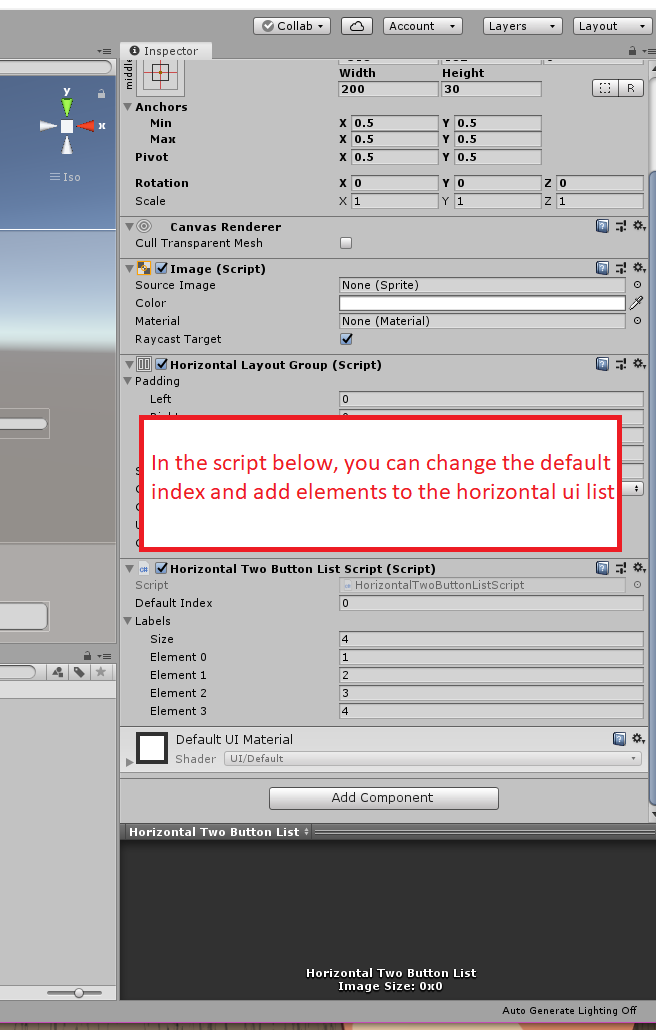 Collab Account Layers Layout
Inspector
middle
Width Height
200 30
R
Anchors
Min X 0.5 Y 0.5
Max X 0.5 Y 0.5
Pivot X 0.5 Y 0.5
Rotation X 0 Y 0 Z 0
Scale X 1 Y 1 Z 1
y
x
Iso
Canvas Renderer
Cull Transparent Mesh
Image (Script)
Source Image None (Sprite)
Color
Material None (Material)
Raycast Target
Horizontal Layout Group (Script)
Padding
Left 0
In the script below, you can change the default
index and add elements to the horizontal ui list
Horizontal Two Button List Script (Script)
Script HorizontalTwoButtonListScript
Default Index 0
Labels
Size 4
Element 0 1
Element 1 2
Element 2 3
Element 3 4
Default UI Material
Shader UI/Default
Add Component
Horizontal Two Button List
Horizontal Two Button List
Image Size: 0x0
Auto Generate Lighting Off